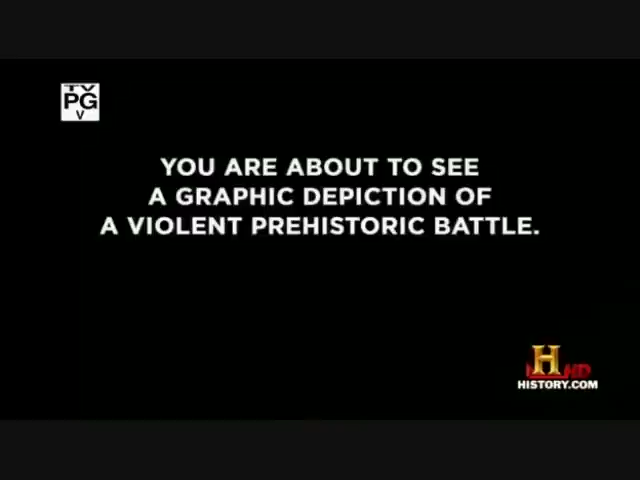 TV
PG
V
YOU ARE ABOUT TO SEE
A GRAPHIC DEPICTION OF
A VIOLENT PREHISTORIC BATTLE.
H HD
HISTORY.COM